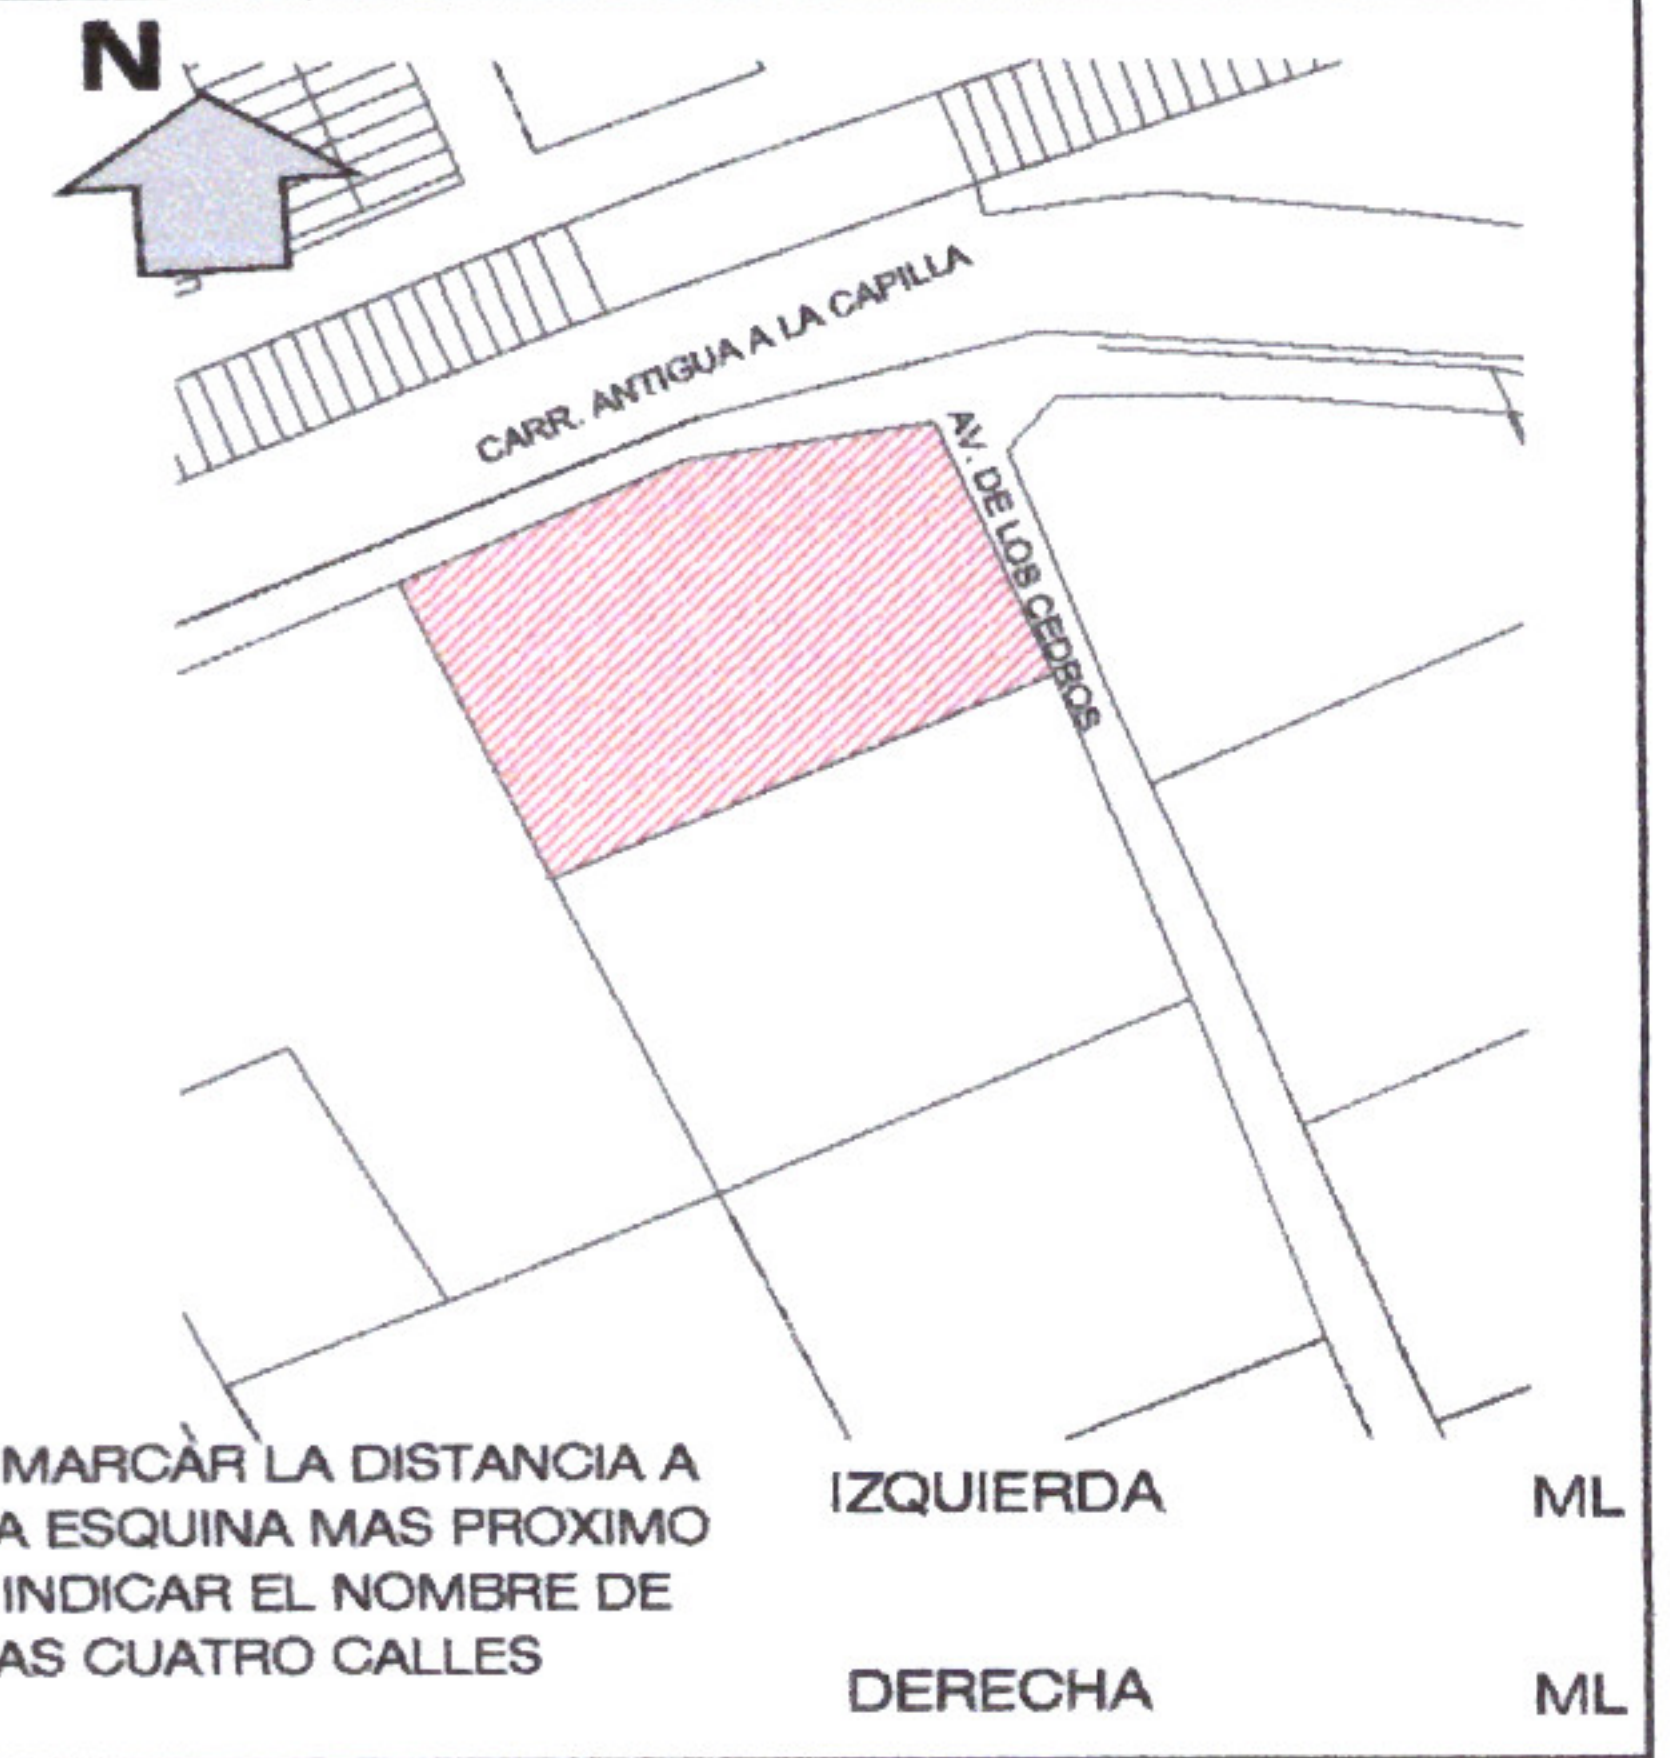 N
CARR. ANTIGUA A LA CAPILLA
AV. DE LOS CEDROS
MARCÀR LA DISTANCIA A
A ESQUINA MAS PROXIMO
INDICAR EL NOMBRE DE
AS CUATRO CALLES
IZQUIERDA ML
DERECHA ML